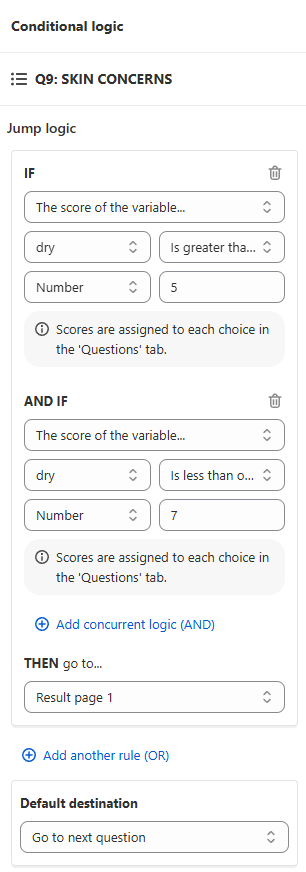 Conditional logic
Q9: SKIN CONCERNS
Jump logic
IF
The score of the variable...
dry
Is greater tha...
Number
5
Scores are assigned to each choice in
the 'Questions' tab.
AND IF
The score of the variable...
dry
Is less than o...
Number
7
Scores are assigned to each choice in
the 'Questions' tab.
Add concurrent logic (AND)
THEN go to...
Result page 1
Add another rule (OR)
Default destination
Go to next question